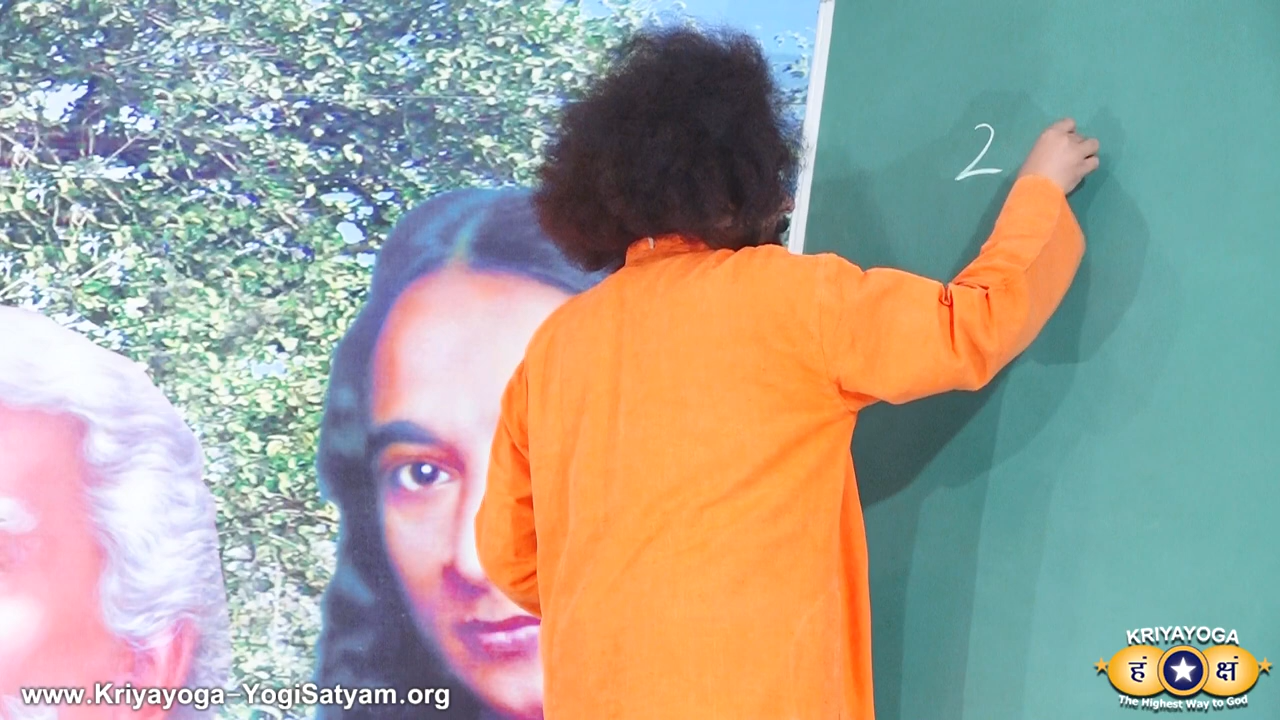 2
www.Kriyayoga-YogiSatyam.org
KRIYAYOGA
हं क्षं
The Highest Way to God